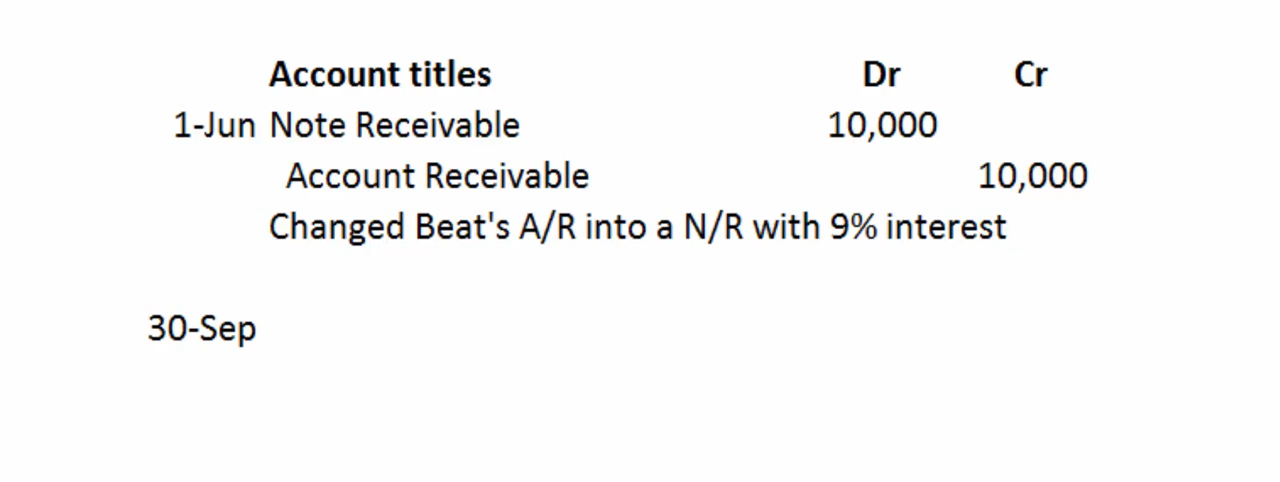 Account titles Dr Cr
1-Jun Note Receivable 10,000
Account Receivable 10,000
Changed Beat's A/R into a N/R with 9% interest
30-Sep